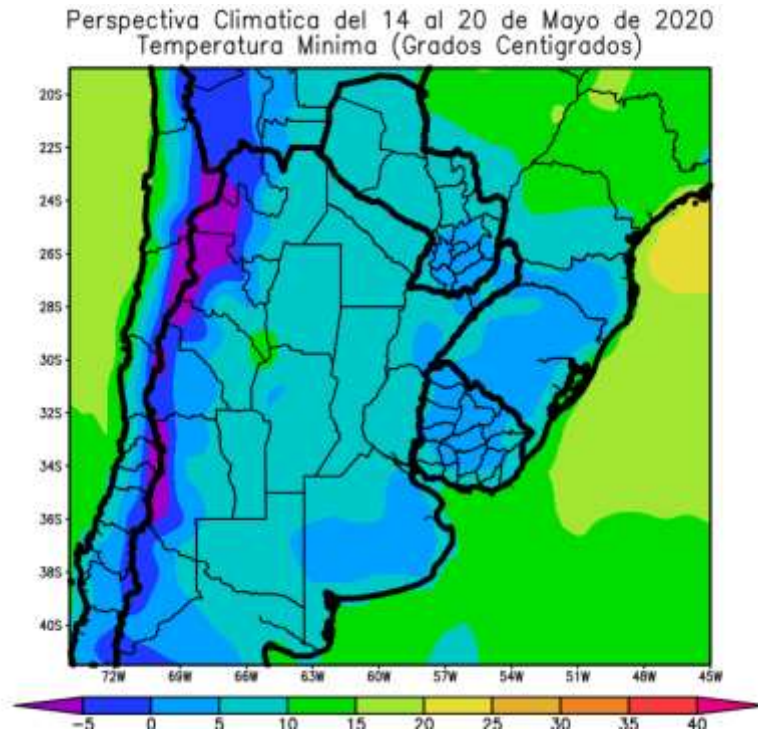 Perspectiva Climatica del 14 al 20 de Mayo de 2020
Temperatura Minima (Grados Centigrados)
20S
22S
24S
26S
28S
30S
32S
34S
36S
38S
40S
72W 69W 66W 63W 60W 57W 54W 51W 48W 45W
-5 0 5 10 15 20 25 30 35 40